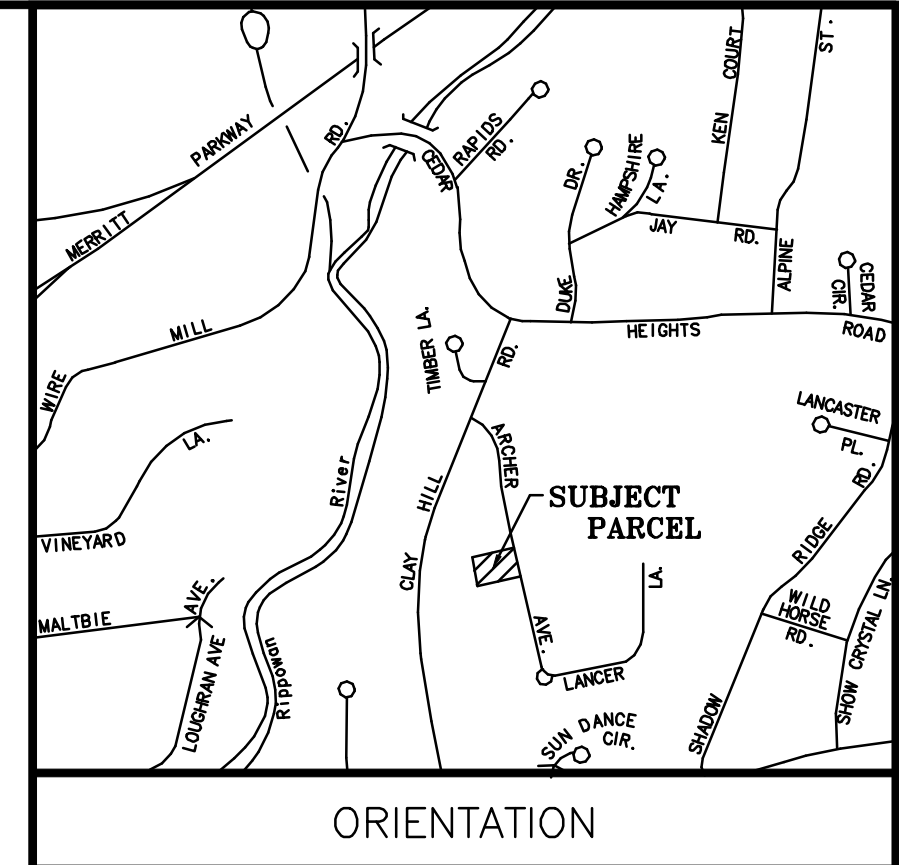 MERRITT PARKWAY
RD.
CEDAR
RAPIDS
RD.
DR.
HAMPSHIRE
LA.
KEN COURT
ST.
JAY RD.
ALPINE
CEDAR
CIR.
DUKE
HEIGHTS ROAD
WIRE MILL
TIMBER LA.
RD.
LANCASTER
PL.
RD.
LA.
ARCHER
River
HILL
SUBJECT
PARCEL
VINEYARD
CLAY
RIDGE
LA.
MALTBIE AVE.
WILD
HORSE
RD.
SHOW CRYSTAL LN.
AVE.
LANCER
LOUGHRAN AVE
Rippowan
SHADOW
SUN DANCE
CIR.
ORIENTATION